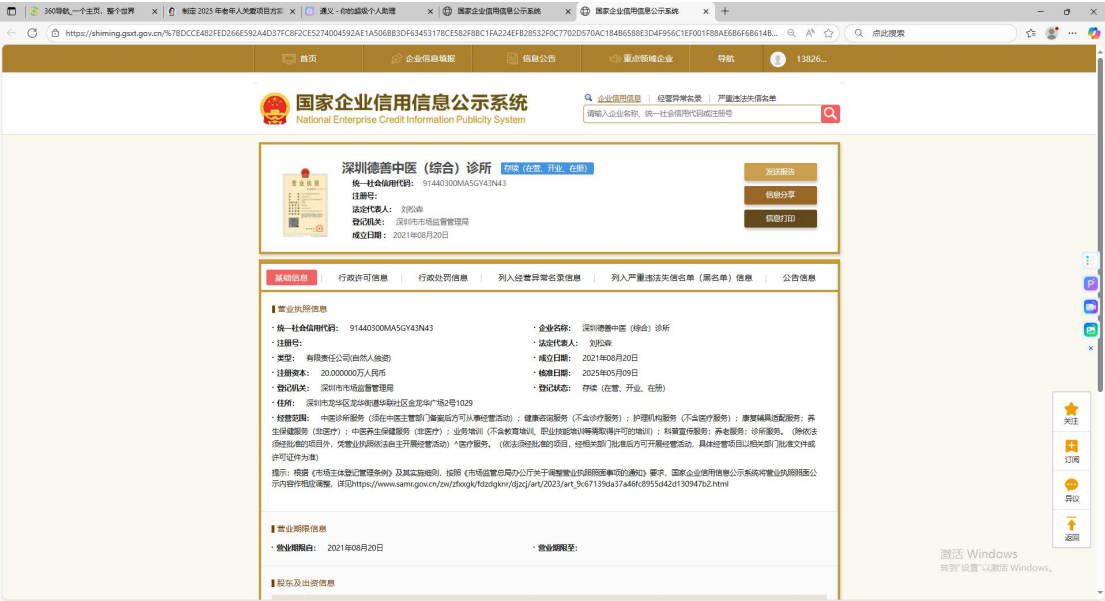 360导航_一个主页,整个世界
制定 2025 年老年人关爱项目方案
通义 - 你的超级个人助理
国家企业信用信息公示系统
国家企业信用信息公示系统
点此搜索
首页
企业信息填报
信息公告
重点领域企业
导航
13826...
国家企业信用信息公示系统
National Enterprise Credit Information Publicity System
企业信用信息 | 经营异常名录 | 严重违法失信名单
请输入企业名称、统一社会信用代码或注册号
深圳德善中医(综合)诊所 存续(在营、开业、在册)
统一社会信用代码: 91440300MA5GY43N43
注册号:
法定代表人: 刘松森
登记机关: 深圳市市场监督管理局
成立日期: 2021年08月20日
营业执照
发送报告
信息分享
信息打印
基础信息 行政许可信息 行政处罚信息 列入经营异常名录信息 列入严重违法失信名单(黑名单)信息 公告信息
营业执照信息
· 统一社会信用代码: 91440300MA5GY43N43 · 企业名称: 深圳德善中医(综合)诊所
· 注册号: · 法定代表人: 刘松森
· 类型: 有限责任公司(自然人独资) · 成立日期: 2021年08月20日
· 注册资本: 20.000000万人民币 · 核准日期: 2025年05月09日
· 登记机关: 深圳市市场监督管理局 · 登记状态: 存续(在营、开业、在册)
· 住所: 深圳市龙华区龙华街道华联社区金龙华广场2号1029
· 经营范围: 中医诊所服务(须在中医主管部门备案后方可从事经营活动);健康咨询服务(不含诊疗服务);护理机构服务(不含医疗服务);康复辅具适配服务;养
生保健服务(非医疗);中医养生保健服务(非医疗);业务培训(不含教育培训、职业技能培训等需取得许可的培训);科普宣传服务;养老服务;诊所服务。(除依法
须经批准的项目外,凭营业执照依法自主开展经营活动)^医疗服务。(依法须经批准的项目,经相关部门批准后方可开展经营活动,具体经营项目以相关部门批准文件或
许可证件为准)
提示:根据《市场主体登记管理条例》及其实施细则,按照《市场监管总局办公厅关于调整营业执照照面事项的通知》要求,国家企业信用信息公示系统将营业执照照面公
示内容作相应调整,详见https://www.samr.gov.cn/zw/zfxxgk/fdzdgknr/djzcj/art/2023/art_9c67139da37a46fc8955d42d130947b2.html
营业期限信息
· 营业期限自: 2021年08月20日 · 营业期限至:
股东及出资信息
关注
订阅
异议
返回
激活 Windows
转到"设置"以激活 Windows。